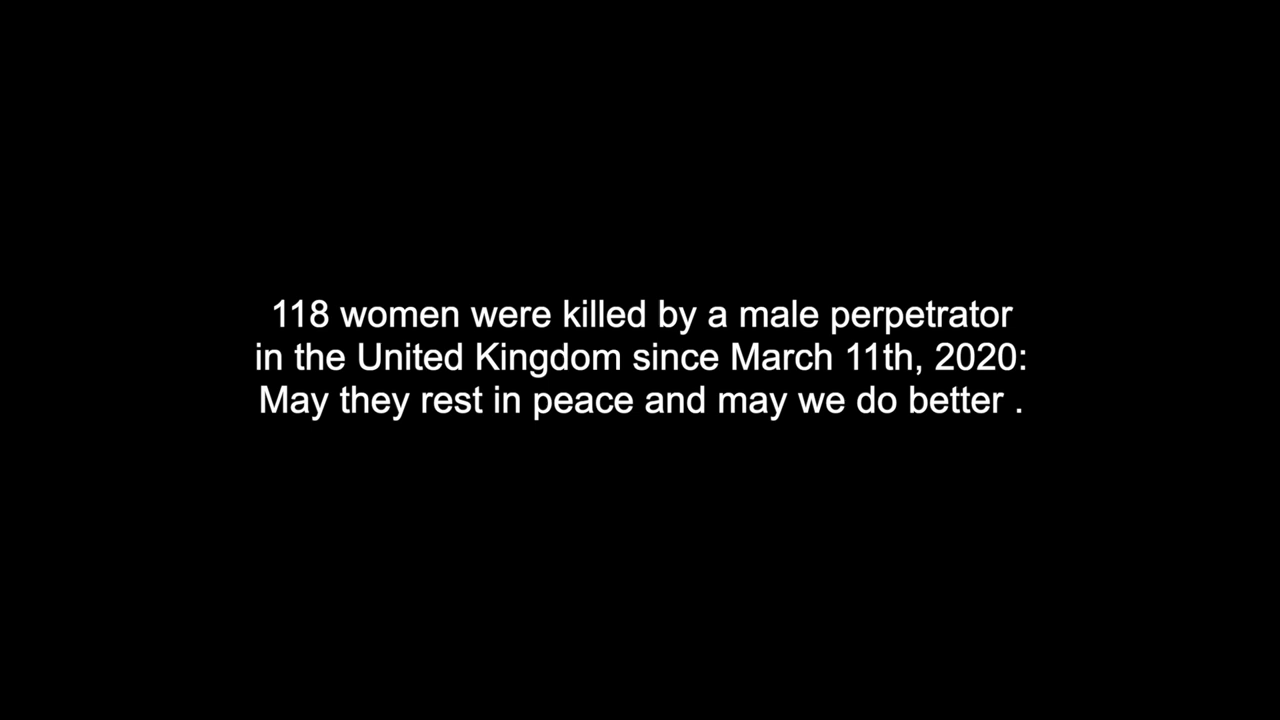 118 women were killed by a male perpetrator
in the United Kingdom since March 11th, 2020:
May they rest in peace and may we do better .